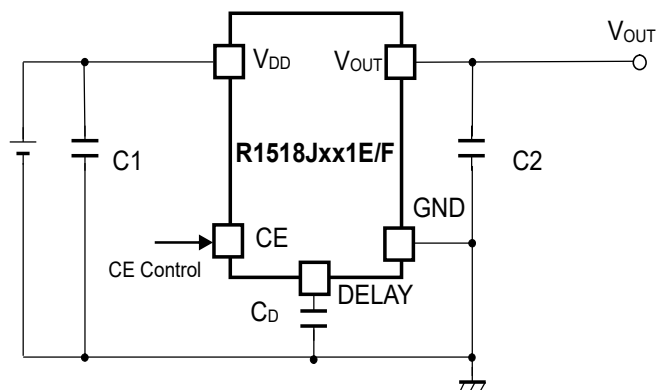 VOUT
VDD
VOUT
R1518Jxx1E/F
C1
C2
GND
CE
CE Control
DELAY
CD